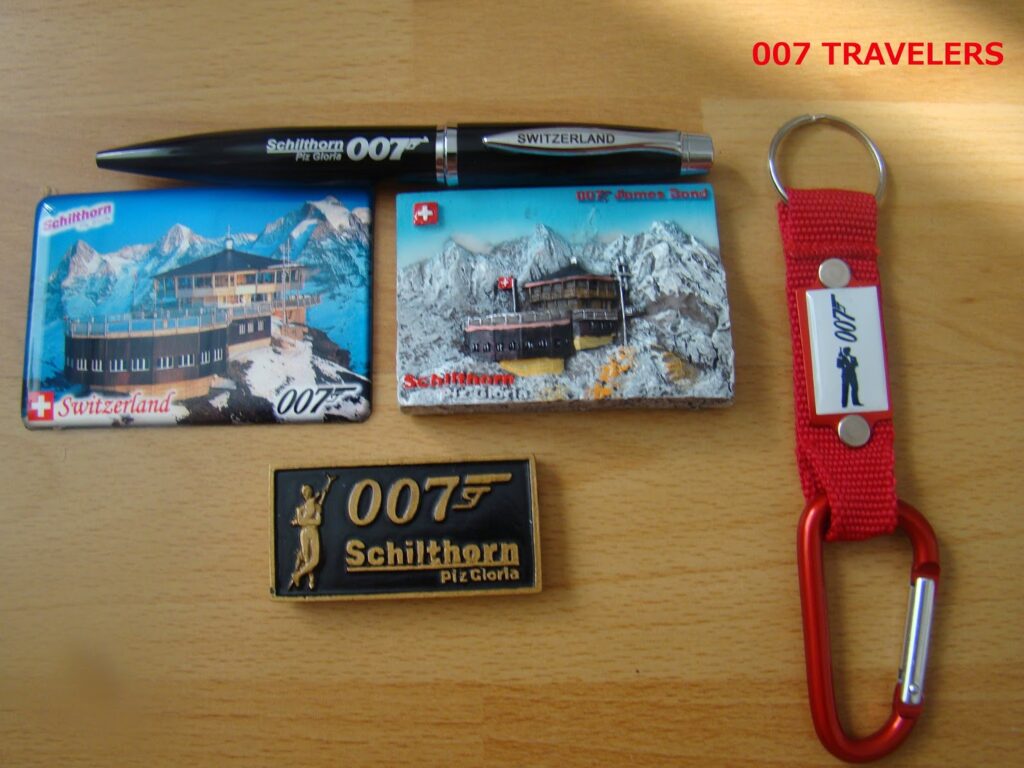 007 TRAVELERS
Schilthorn
Piz Gloria
007
SWITZERLAND
Schilthorn
Switzerland
007
007 James Bond
Schilthorn
Piz Gloria
007
Schilthorn
Piz Gloria
007